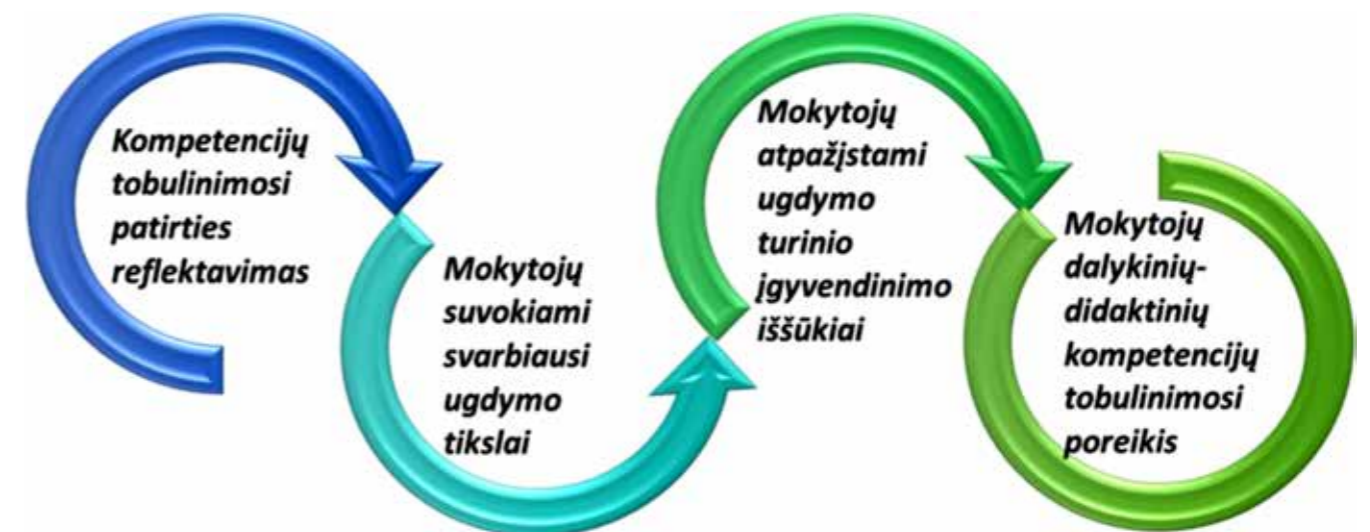 Kompetencijų
tobulinimosi
patirties
reflektavimas
Mokytojų
suvokiami
svarbiausi
ugdymo
tikslai
Mokytojų
atpažįstami
ugdymo
turinio
įgyvendinimo
iššūkiai
Mokytojų
dalykinių-
didaktinių
kompetencijų
tobulinimosi
poreikis